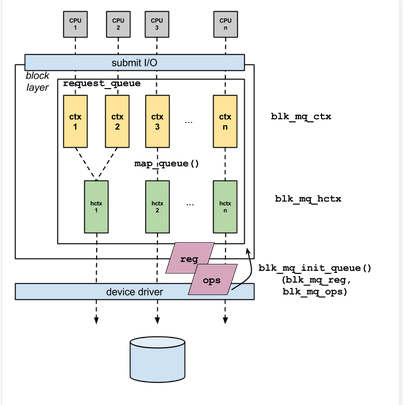 CPU 1
CPU 2
CPU 3
CPU n
submit I/O
block
layer
request_queue
ctx 1
ctx 2
ctx 3
...
ctx n
blk_mq_ctx
map_queue()
hctx 1
hctx 2
...
hctx n
blk_mq_hctx
reg
ops
blk_mq_init_queue()
(blk_mq_reg,
blk_mq_ops)
device driver